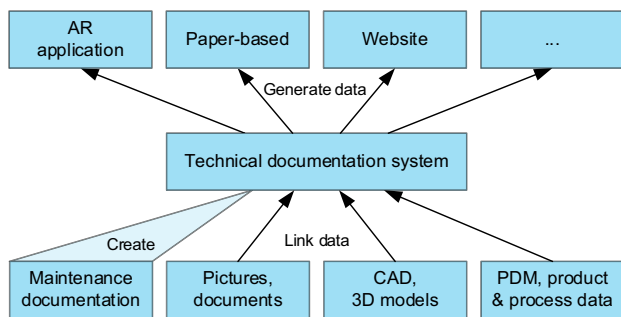 AR
application
Paper-based
Website
...
Generate data
Technical documentation system
Create
Link data
Maintenance
documentation
Pictures,
documents
CAD,
3D models
PDM, product
& process data